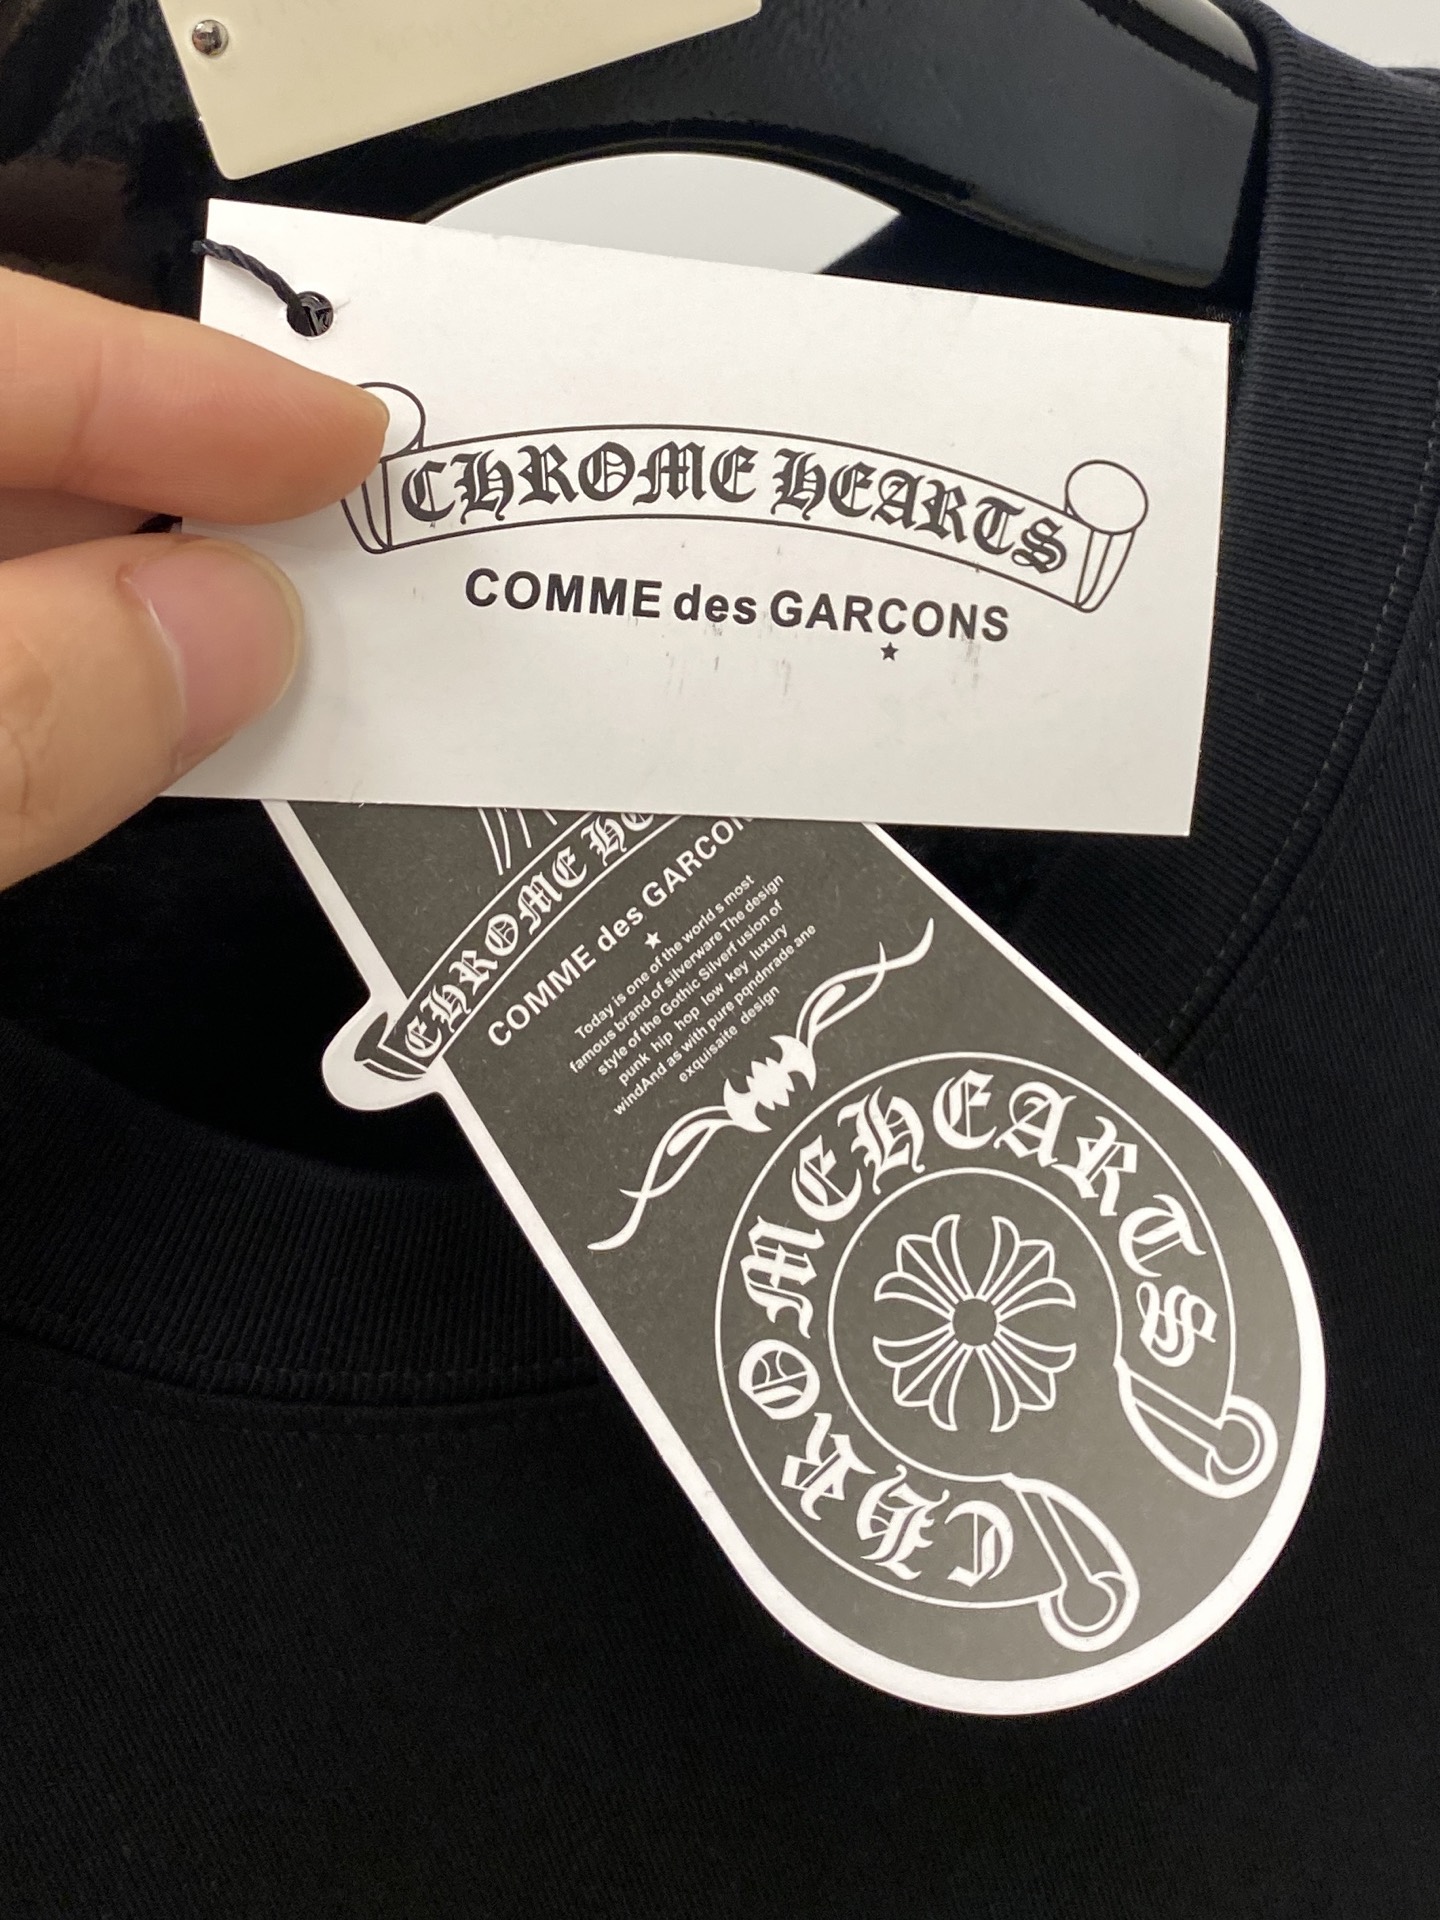 CHROME HEARTS
COMME des GARCONS
CHROME
COMME des GARCON
Today is one of the world s most
famous brand of silverware The design
style of the Gothic Silverf usion of
punk hip hop low key luxury
windAnd as with pure pqndnrade ane
exquisaite design
CHROMEHEARTS